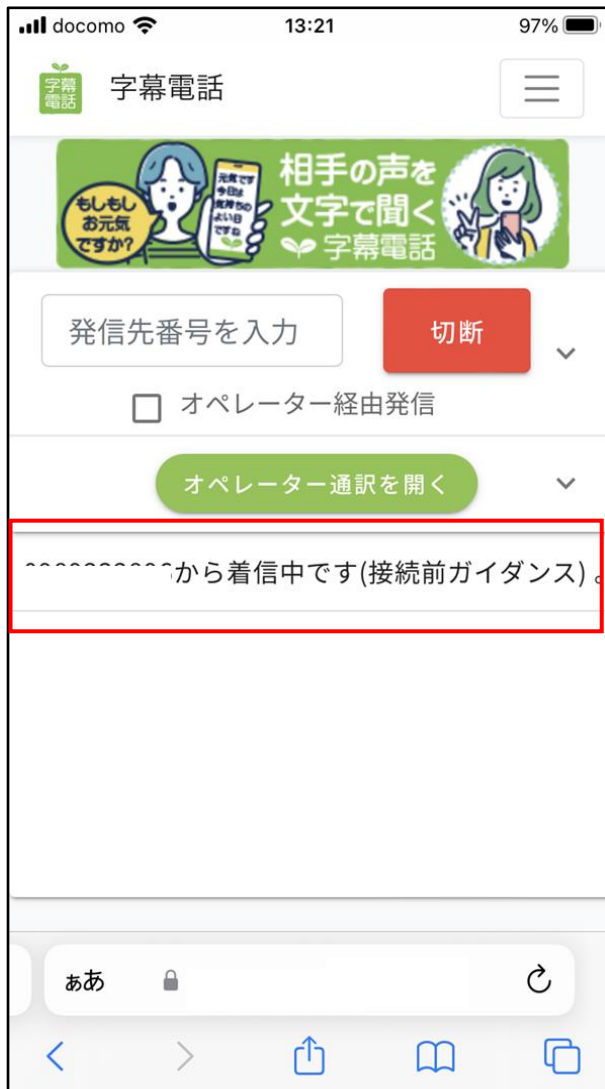 docomo 13:21 97%
字幕
電話
字幕電話
もしもし
お元気
ですか?
元気です
今日は
気持ちの
よい日
ですね
相手の声を
文字で聞く
字幕電話
発信先番号を入力
切断
オペレーター経由発信
オペレーター通訳を開く
から着信中です(接続前ガイダンス) 。
ぁあ